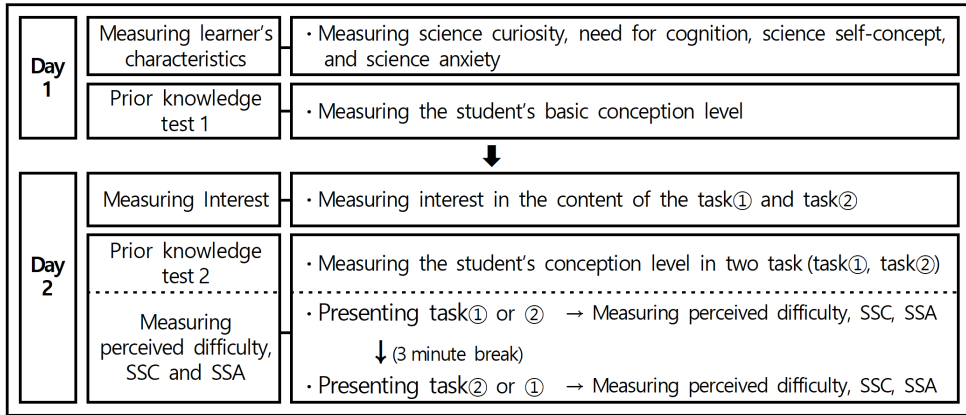 Day
1
Measuring learner's
characteristics
· Measuring science curiosity, need for cognition, science self-concept,
and science anxiety
Prior knowledge
test 1
· Measuring the student's basic conception level
Day
2
Measuring Interest
· Measuring interest in the content of the task① and task②
Prior knowledge
test 2
· Measuring the student's conception level in two task (task①, task②)
Measuring
perceived difficulty,
SSC and SSA
· Presenting task① or ② → Measuring perceived difficulty, SSC, SSA
↓ (3 minute break)
· Presenting task② or ① → Measuring perceived difficulty, SSC, SSA